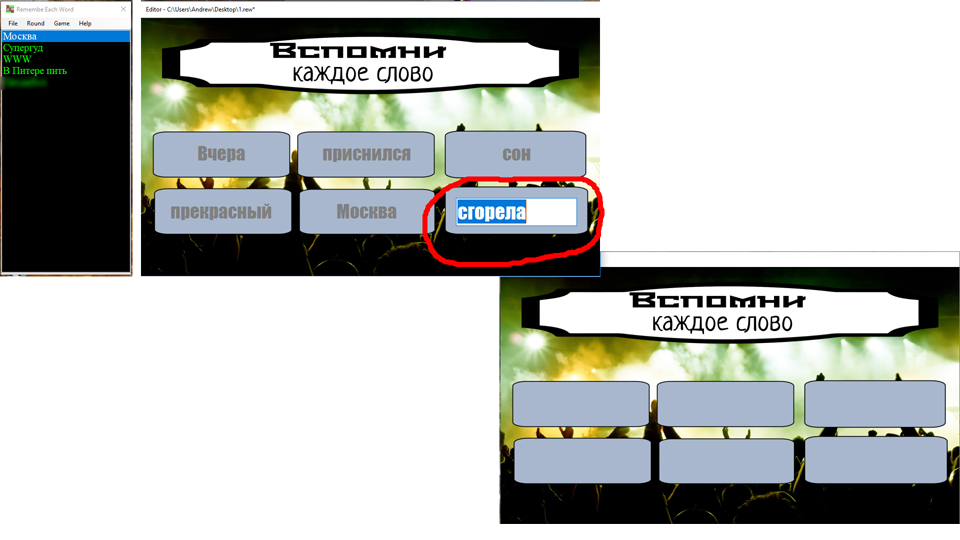 Remembe Each Word
File Round Game Help
Москва
Супергуд
WWW
В Питере пить
Editor - C:\Users\Andrew\Desktop\1.rew*
Вспомни
каждое слово
Вчера приснился сон
прекрасный Москва сгорела
Вспомни
каждое слово